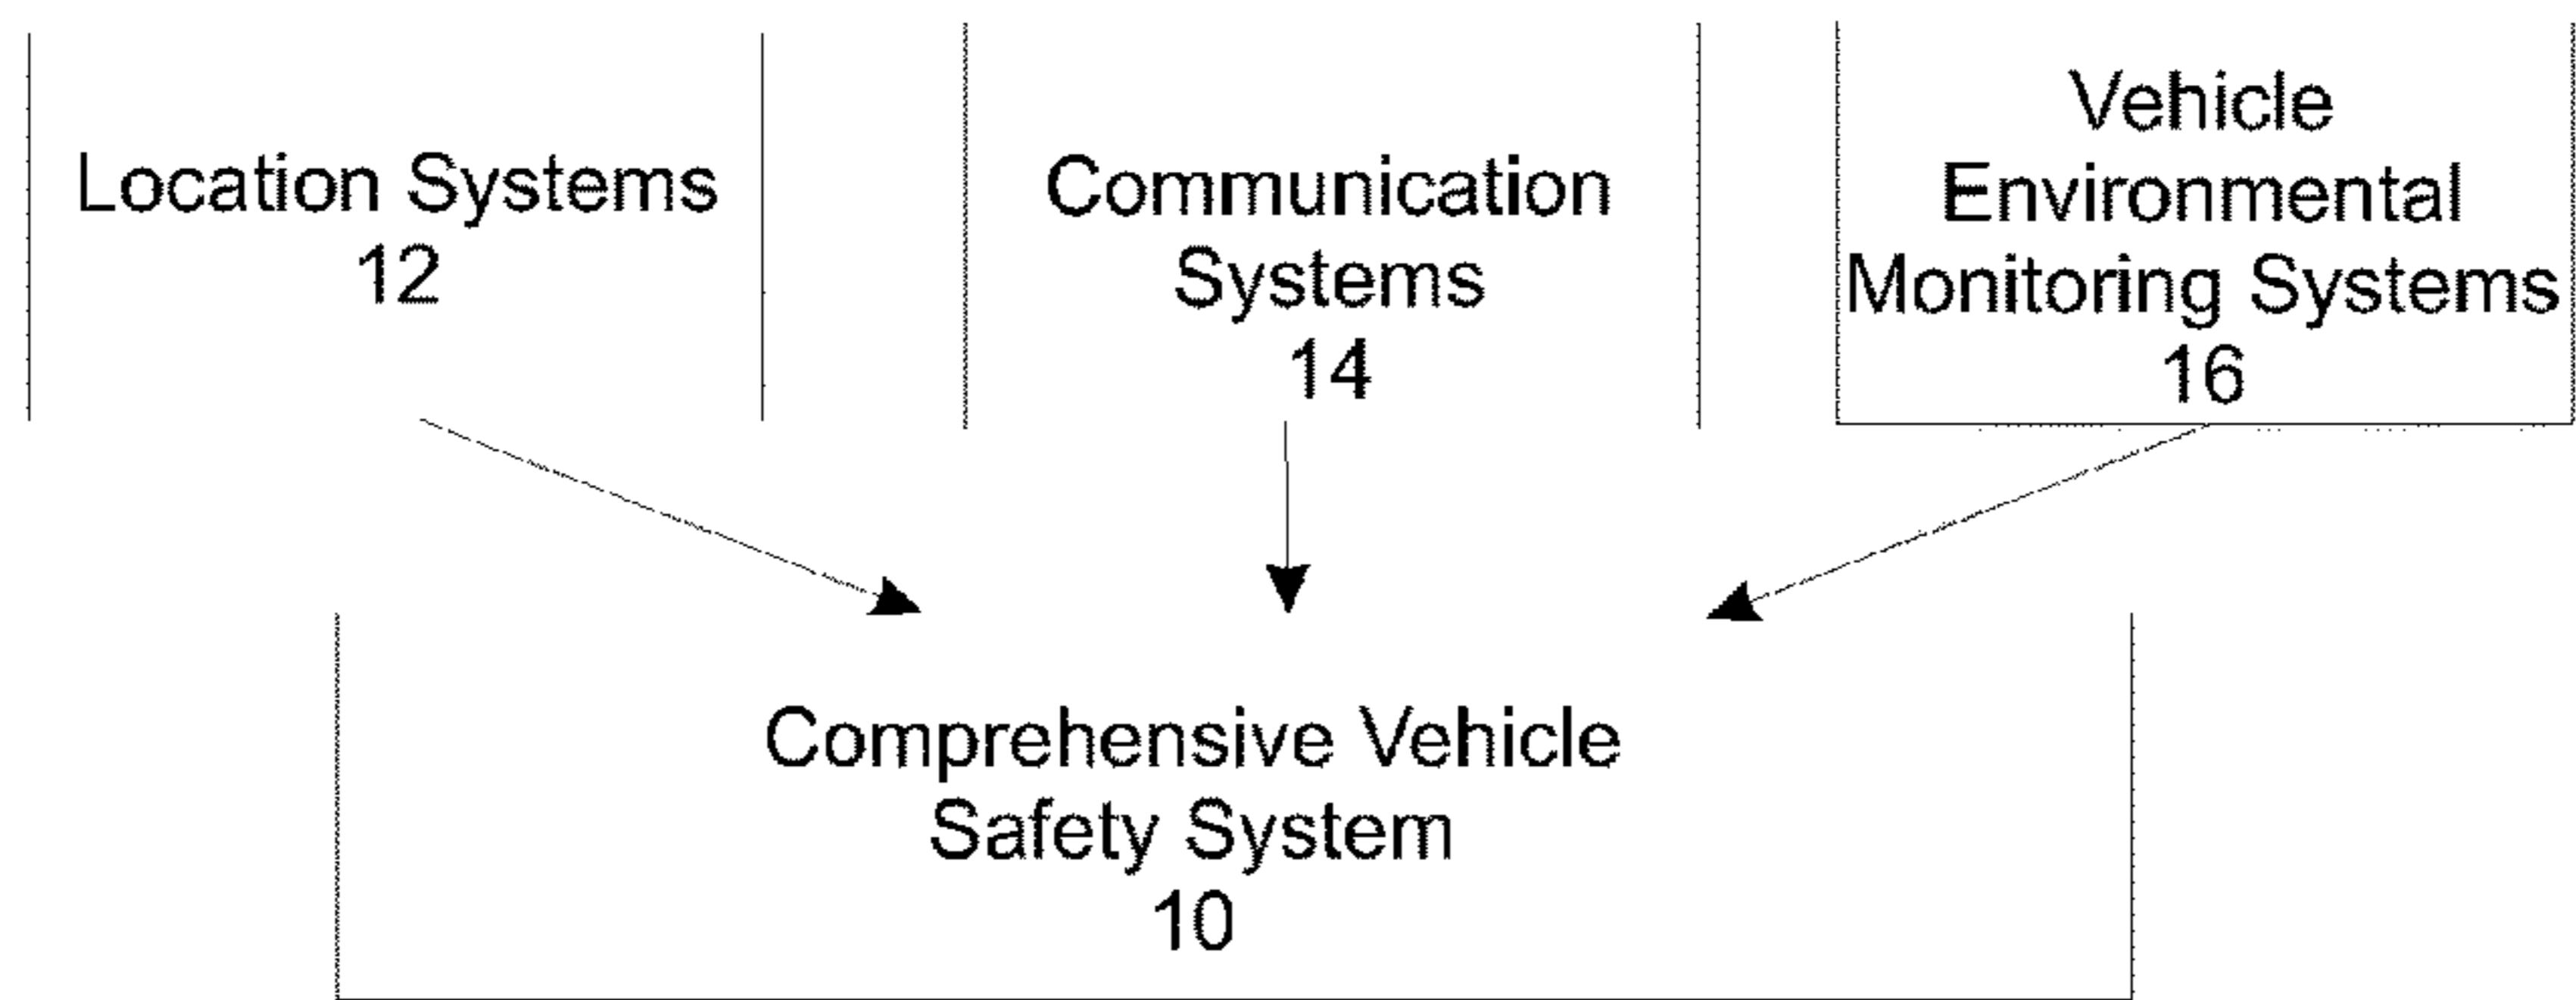 Location Systems
12
Communication
Systems
14
Vehicle
Environmental
Monitoring Systems
16
Comprehensive Vehicle
Safety System
10